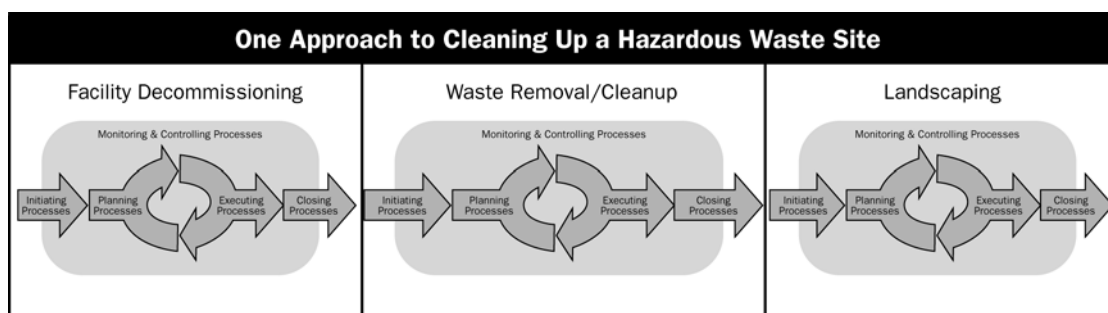 One Approach to Cleaning Up a Hazardous Waste Site
Facility Decommissioning
Monitoring & Controlling Processes
Initiating
Processes
Planning
Processes
Executing
Processes
Closing
Processes
Waste Removal/Cleanup
Monitoring & Controlling Processes
Initiating
Processes
Planning
Processes
Executing
Processes
Closing
Processes
Landscaping
Monitoring & Controlling Processes
Initiating
Processes
Planning
Processes
Executing
Processes
Closing
Processes